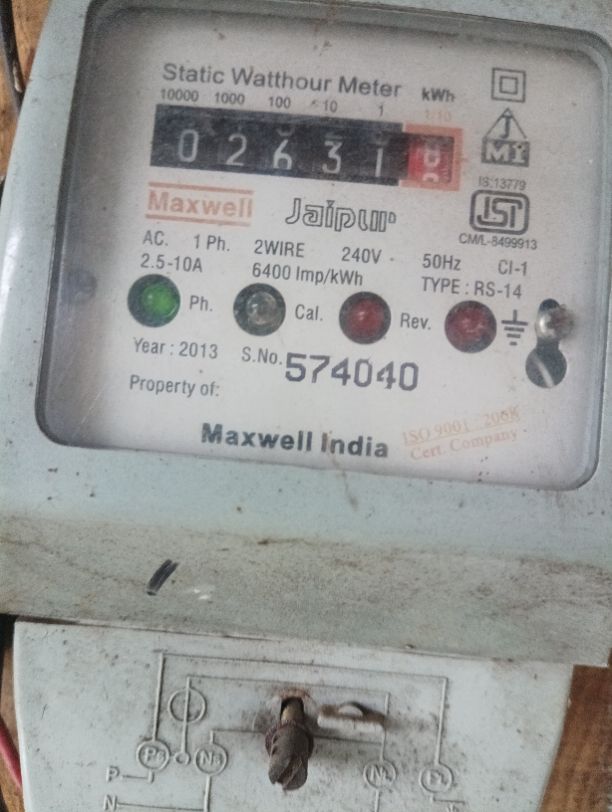 Static Watthour Meter kWh
10000 1000 100 10 1 1/10
0 2 6 3 1
J
MI
IS:13779
Maxwell Jaipur
ISI
CM/L-8499913
AC. 1 Ph. 2WIRE 240V 50Hz Cl-1
2.5-10A 6400 Imp/kWh TYPE : RS-14
Ph. Cal. Rev.
Year : 2013 S.No. 574040
Property of:
Maxwell India
ISO 9001 : 2008
Cert. Company
P
N